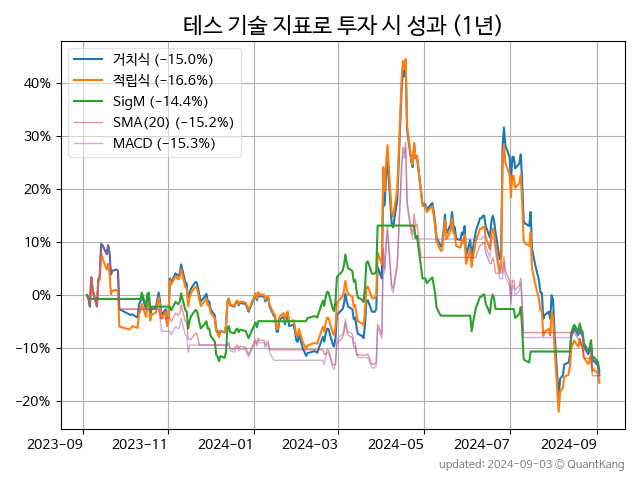 테스 기술 지표로 투자 시 성과 (1년)
거치식 (−15.0%)
적립식 (−16.6%)
SigM (−14.4%)
SMA(20) (−15.2%)
MACD (−15.3%)
40%
30%
20%
10%
0%
−10%
−20%
2023-09 2023-11 2024-01 2024-03 2024-05 2024-07 2024-09
updated: 2024-09-03 © QuantKang